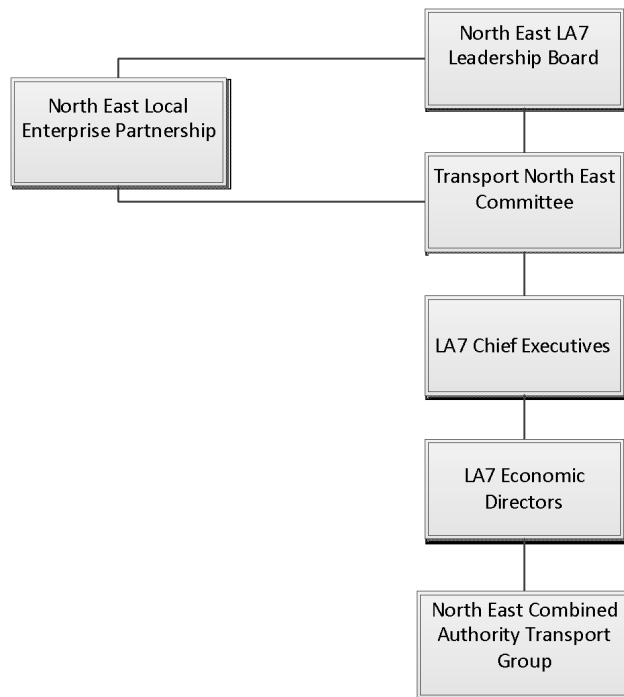 North East LA7
Leadership Board
North East Local
Enterprise Partnership
Transport North East
Committee
LA7 Chief Executives
LA7 Economic
Directors
North East Combined
Authority Transport
Group